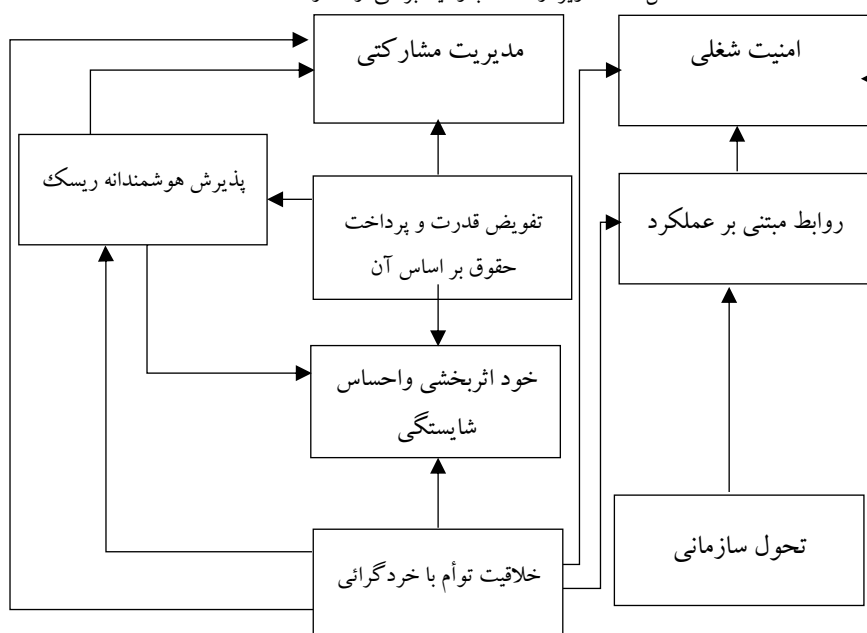 امنیت شغلی
مدیریت مشارکتی
پذیرش هوشمندانه ریسک
روابط مبتنی بر عملکرد
تفویض قدرت و پرداخت
حقوق بر اساس آن
خود اثربخشی واحساس
شایستگی
تحول سازمانی
خلاقیت توأم با خردگرائی